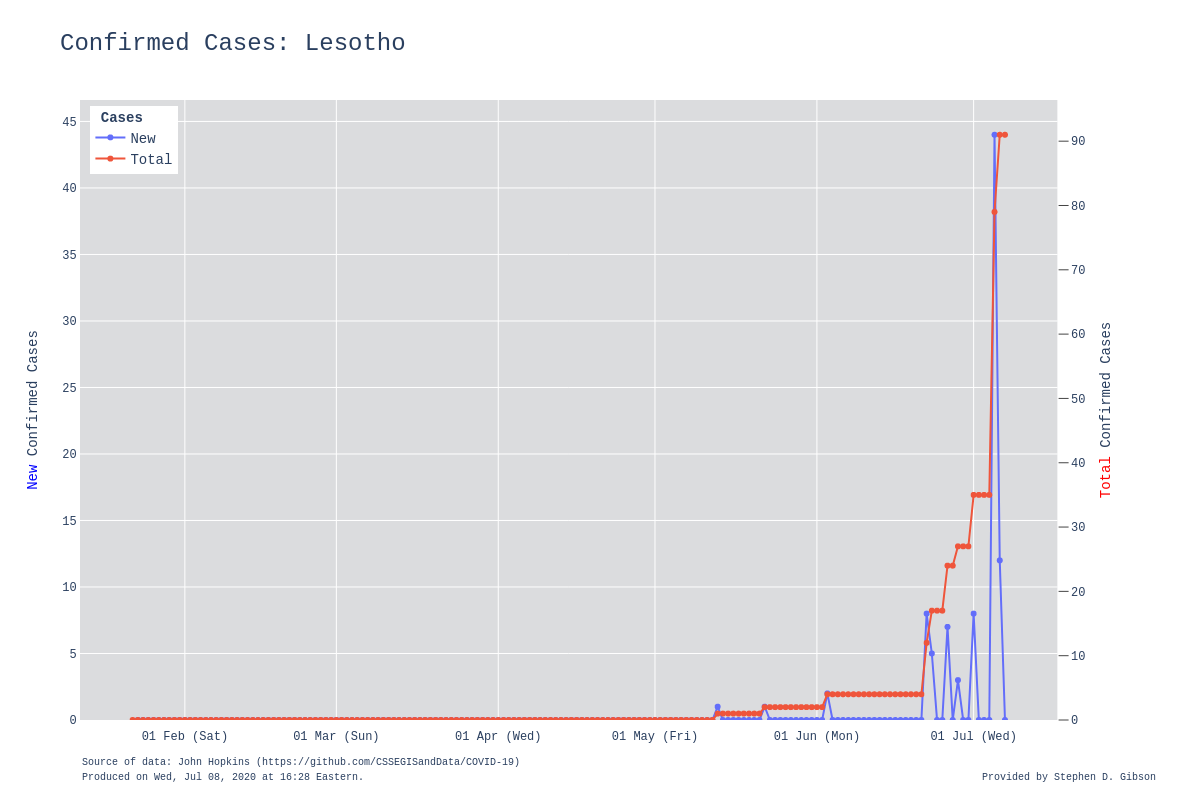 Confirmed Cases: Lesotho
Cases
New
Total
45
40
35
30
25
20
15
10
5
0
New Confirmed Cases
90
80
70
60
50
40
30
20
10
0
Total Confirmed Cases
01 Feb (Sat) 01 Mar (Sun) 01 Apr (Wed) 01 May (Fri) 01 Jun (Mon) 01 Jul (Wed)
Source of data: John Hopkins (https://github.com/CSSEGISandData/COVID-19)
Produced on Wed, Jul 08, 2020 at 16:28 Eastern.
Provided by Stephen D. Gibson